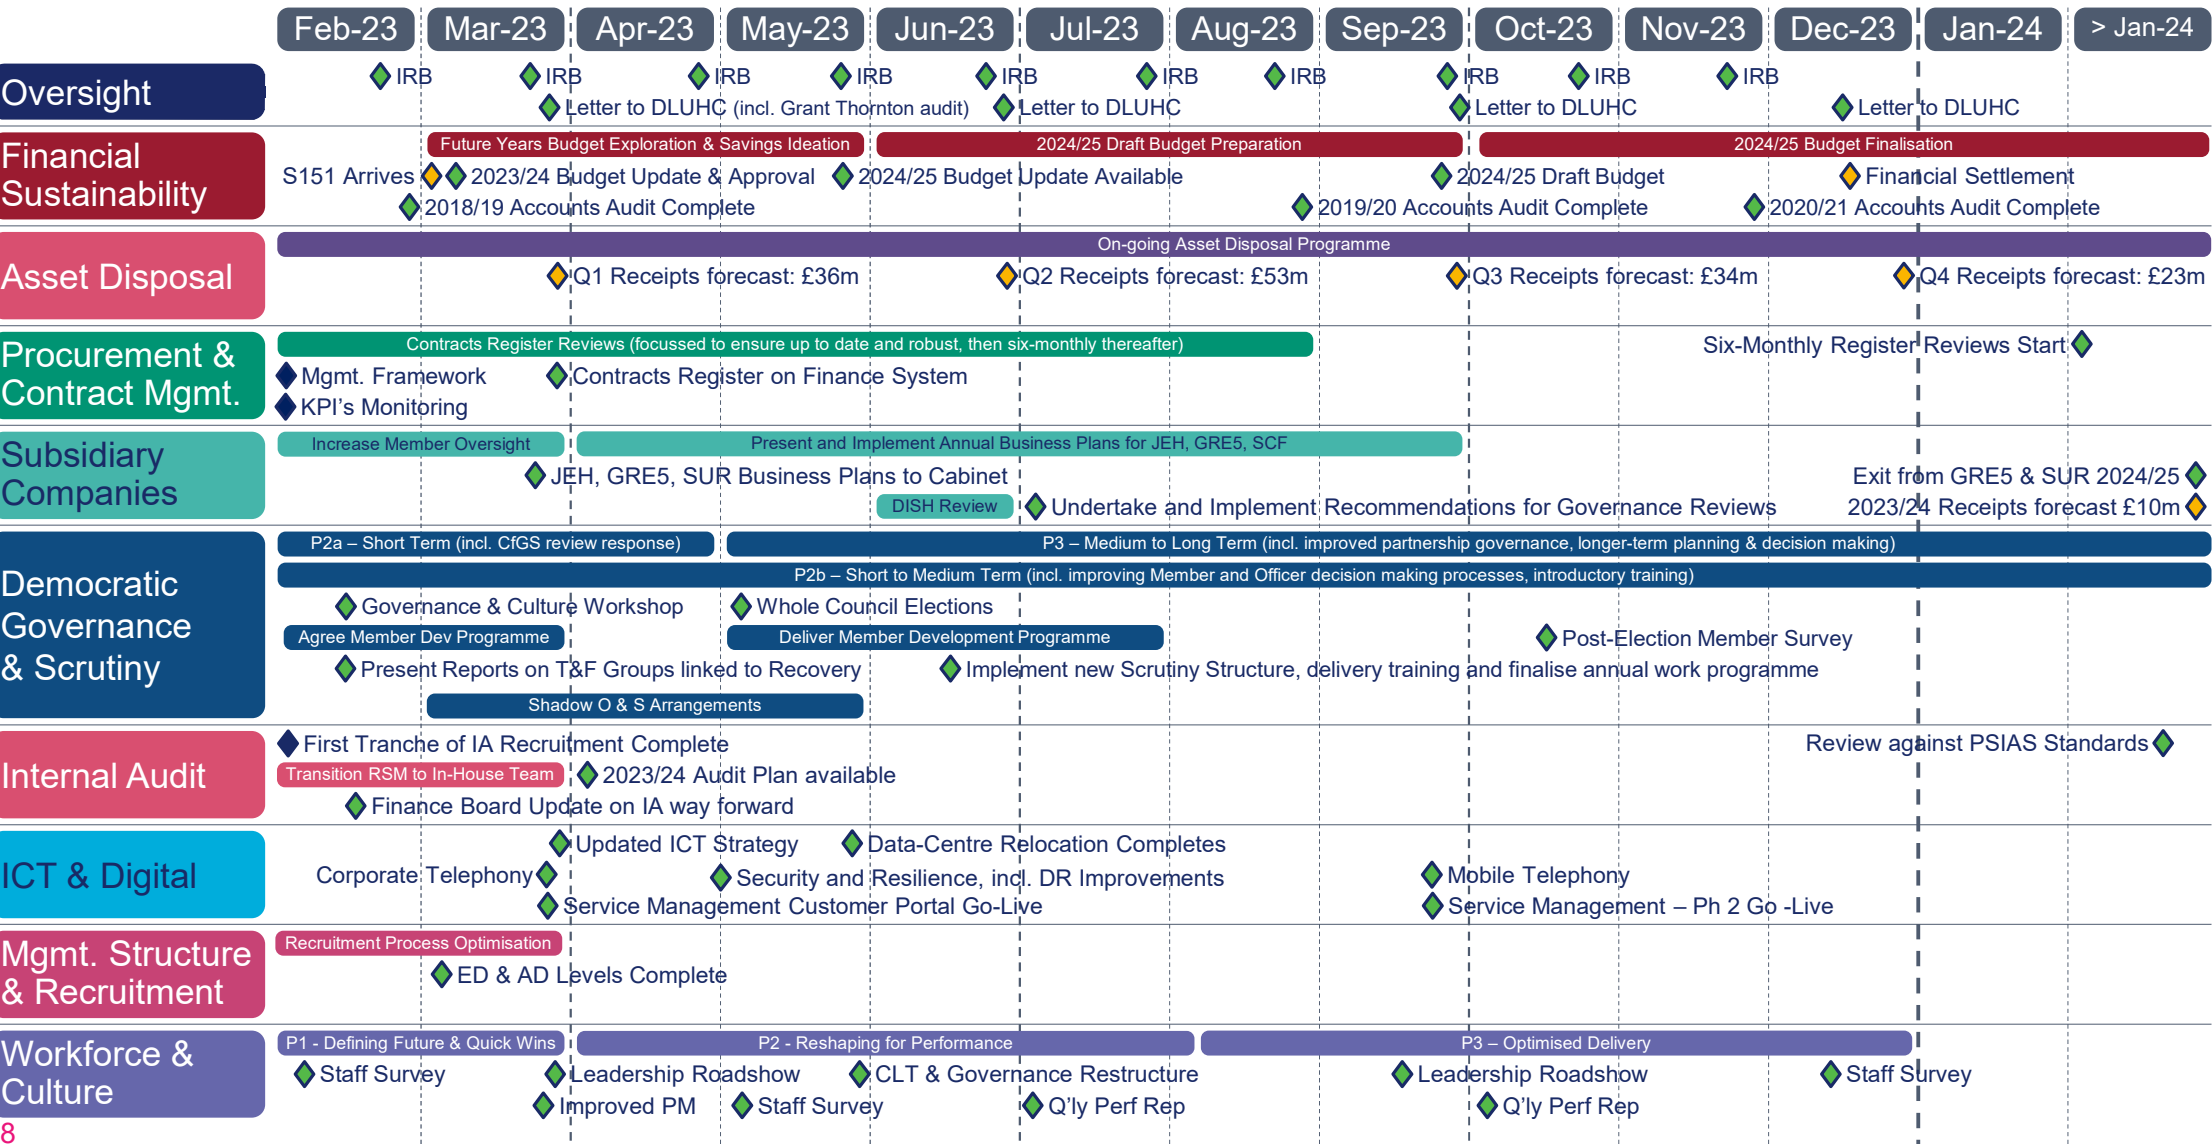 Feb-23 Mar-23 Apr-23 May-23 Jun-23 Jul-23 Aug-23 Sep-23 Oct-23 Nov-23 Dec-23 Jan-24 > Jan-24
Oversight
IRB IRB IRB IRB IRB IRB IRB IRB IRB IRB
Letter to DLUHC (incl. Grant Thornton audit) Letter to DLUHC Letter to DLUHC Letter to DLUHC
Financial
Sustainability
Future Years Budget Exploration & Savings Ideation 2024/25 Draft Budget Preparation 2024/25 Budget Finalisation
S151 Arrives 2023/24 Budget Update & Approval 2024/25 Budget Update Available 2024/25 Draft Budget Financial Settlement
2018/19 Accounts Audit Complete 2019/20 Accounts Audit Complete 2020/21 Accounts Audit Complete
Asset Disposal
On-going Asset Disposal Programme
Q1 Receipts forecast: £36m Q2 Receipts forecast: £53m Q3 Receipts forecast: £34m Q4 Receipts forecast: £23m
Procurement &
Contract Mgmt.
Contracts Register Reviews (focussed to ensure up to date and robust, then six-monthly thereafter) Six-Monthly Register Reviews Start
Mgmt. Framework Contracts Register on Finance System
KPI's Monitoring
Subsidiary
Companies
Increase Member Oversight Present and Implement Annual Business Plans for JEH, GRE5, SCF
JEH, GRE5, SUR Business Plans to Cabinet Exit from GRE5 & SUR 2024/25
DISH Review Undertake and Implement Recommendations for Governance Reviews 2023/24 Receipts forecast £10m
Democratic
Governance
& Scrutiny
P2a – Short Term (incl. CfGS review response) P3 – Medium to Long Term (incl. improved partnership governance, longer-term planning & decision making)
P2b – Short to Medium Term (incl. improving Member and Officer decision making processes, introductory training)
Governance & Culture Workshop Whole Council Elections
Agree Member Dev Programme Deliver Member Development Programme Post-Election Member Survey
Present Reports on T&F Groups linked to Recovery Implement new Scrutiny Structure, delivery training and finalise annual work programme
Shadow O & S Arrangements
Internal Audit
First Tranche of IA Recruitment Complete Review against PSIAS Standards
Transition RSM to In-House Team 2023/24 Audit Plan available
Finance Board Update on IA way forward
ICT & Digital
Updated ICT Strategy Data-Centre Relocation Completes
Corporate Telephony Security and Resilience, incl. DR Improvements Mobile Telephony
Service Management Customer Portal Go-Live Service Management – Ph 2 Go -Live
Mgmt. Structure
& Recruitment
Recruitment Process Optimisation
ED & AD Levels Complete
Workforce &
Culture
P1 - Defining Future & Quick Wins P2 - Reshaping for Performance P3 – Optimised Delivery
Staff Survey Leadership Roadshow CLT & Governance Restructure Leadership Roadshow Staff Survey
Improved PM Staff Survey Q'ly Perf Rep Q'ly Perf Rep
8